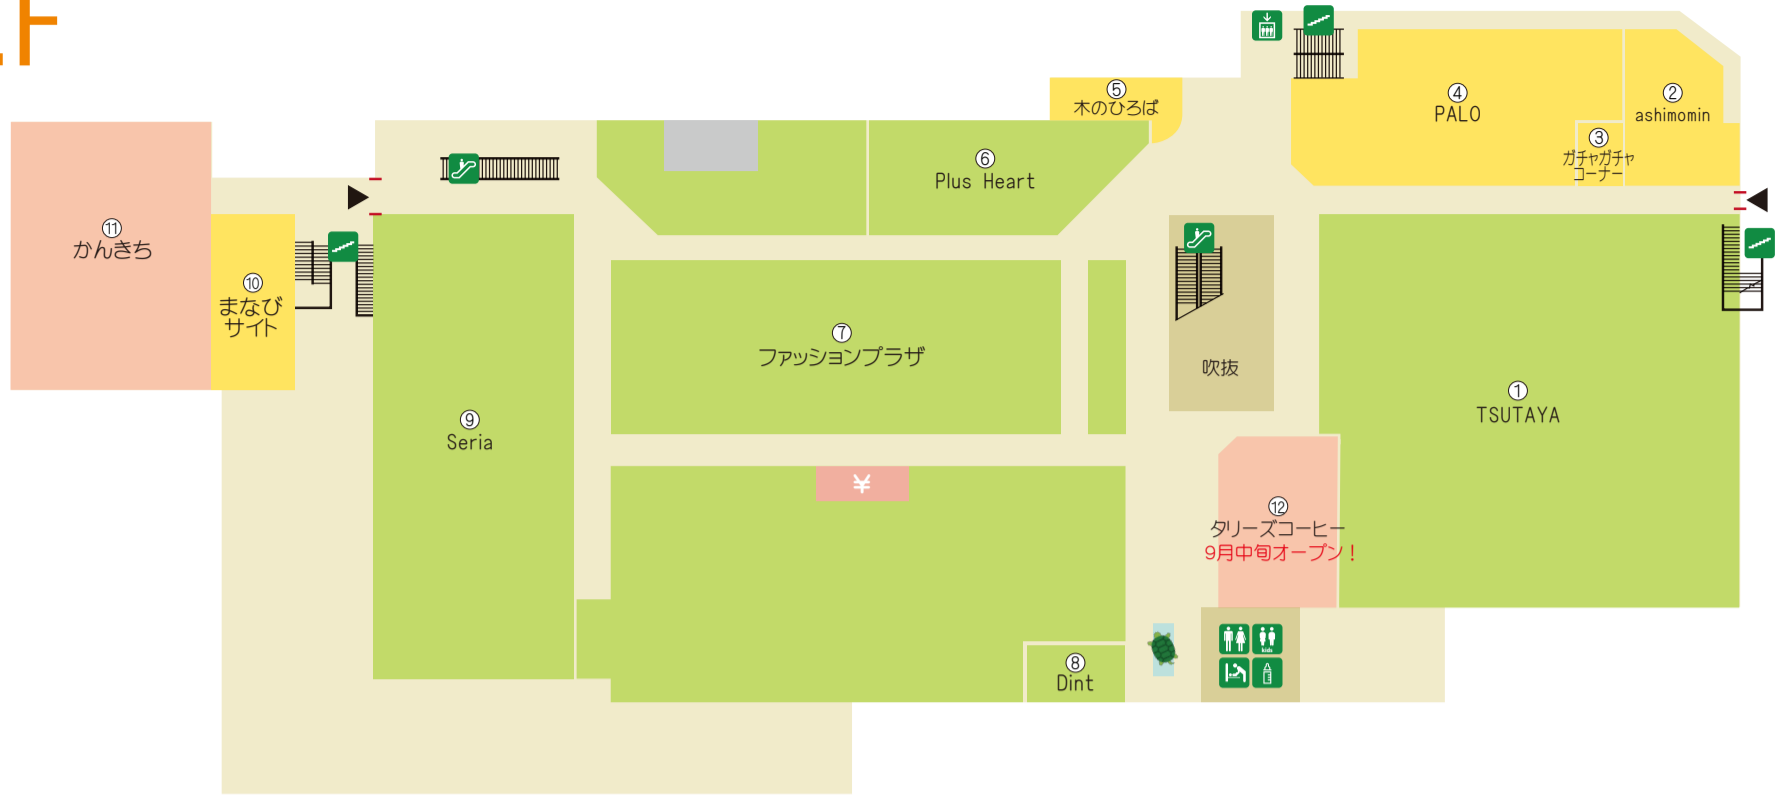 ⑤
木のひろば
④
PALO
②
ashimomin
③
ガチャガチャ
コーナー
⑥
Plus Heart
⑪
かんきち
⑩
まなび
サイト
⑦
ファッションプラザ
吹抜
①
TSUTAYA
⑨
Seria
¥
⑫
タリーズコーヒー
9月中旬オープン！
kids
⑧
Dint